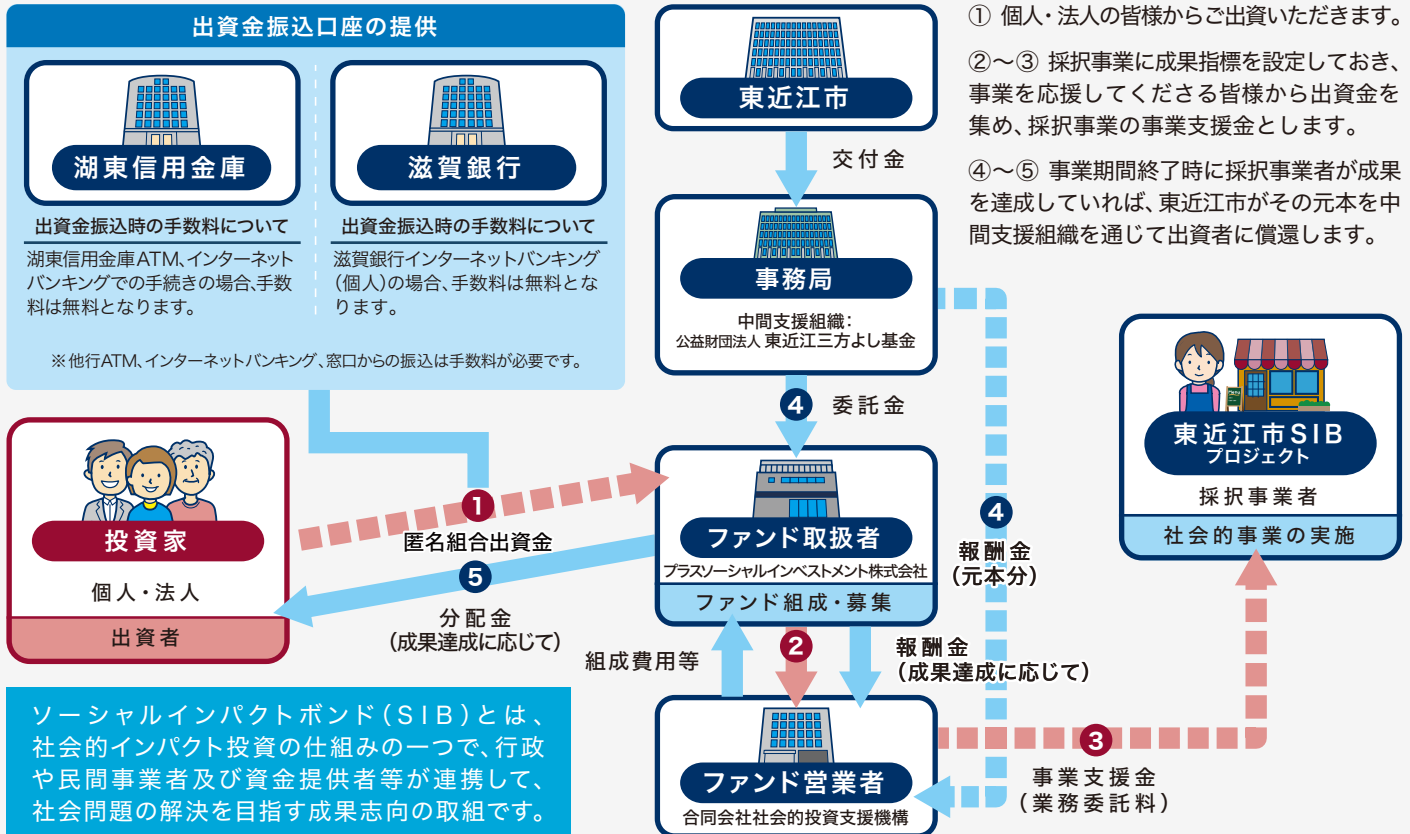 出資金振込口座の提供
湖東信用金庫
滋賀銀行
出資金振込時の手数料について
湖東信用金庫ATM、インターネット
バンキングでの手続きの場合、手数
料は無料となります。
出資金振込時の手数料について
滋賀銀行インターネットバンキング
(個人)の場合、手数料は無料とな
ります。
※他行ATM、インターネットバンキング、窓口からの振込は手数料が必要です。
東近江市
交付金
事務局
中間支援組織：
公益財団法人 東近江三方よし基金
4 委託金
① 個人・法人の皆様からご出資いただきます。
②〜③ 採択事業に成果指標を設定しておき、
事業を応援してくださる皆様から出資金を
集め、採択事業の事業支援金とします。
④〜⑤ 事業期間終了時に採択事業者が成果
を達成していれば、東近江市がその元本を中
間支援組織を通じて出資者に償還します。
東近江市SIB
プロジェクト
採択事業者
社会的事業の実施
投資家
個人・法人
出資者
1
匿名組合出資金
5
分配金
(成果達成に応じて)
ファンド取扱者
プラスソーシャルインベストメント株式会社
ファンド組成・募集
4
報酬金
(元本分)
組成費用等
2
報酬金
(成果達成に応じて)
ファンド営業者
合同会社社会的投資支援機構
3
事業支援金
(業務委託料)
ソーシャルインパクトボンド(SIB)とは、
社会的インパクト投資の仕組みの一つで、行政
や民間事業者及び資金提供者等が連携して、
社会問題の解決を目指す成果志向の取組です。